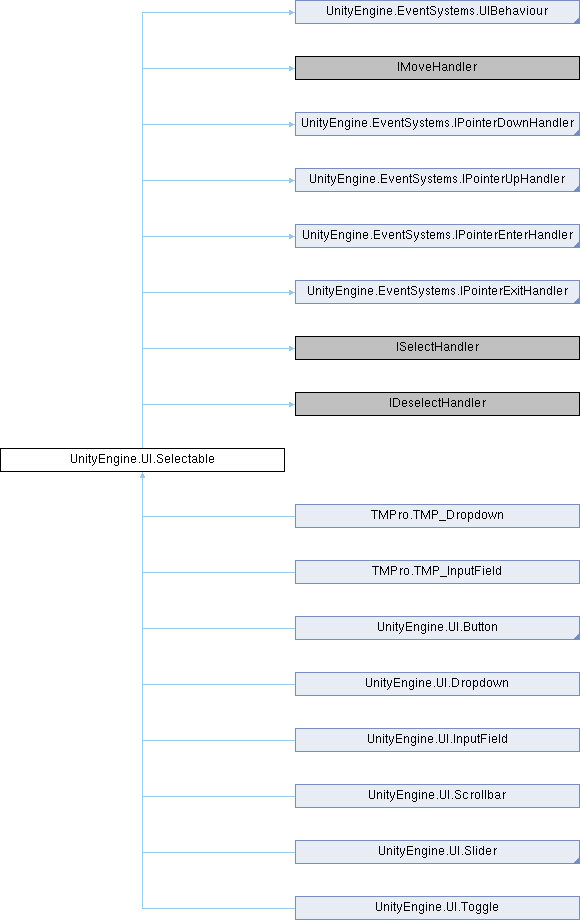 UnityEngine.EventSystems.UIBehaviour
IMoveHandler
UnityEngine.EventSystems.IPointerDownHandler
UnityEngine.EventSystems.IPointerUpHandler
UnityEngine.EventSystems.IPointerEnterHandler
UnityEngine.EventSystems.IPointerExitHandler
ISelectHandler
IDeselectHandler
UnityEngine.UI.Selectable
TMPro.TMP_Dropdown
TMPro.TMP_InputField
UnityEngine.UI.Button
UnityEngine.UI.Dropdown
UnityEngine.UI.InputField
UnityEngine.UI.Scrollbar
UnityEngine.UI.Slider
UnityEngine.UI.Toggle